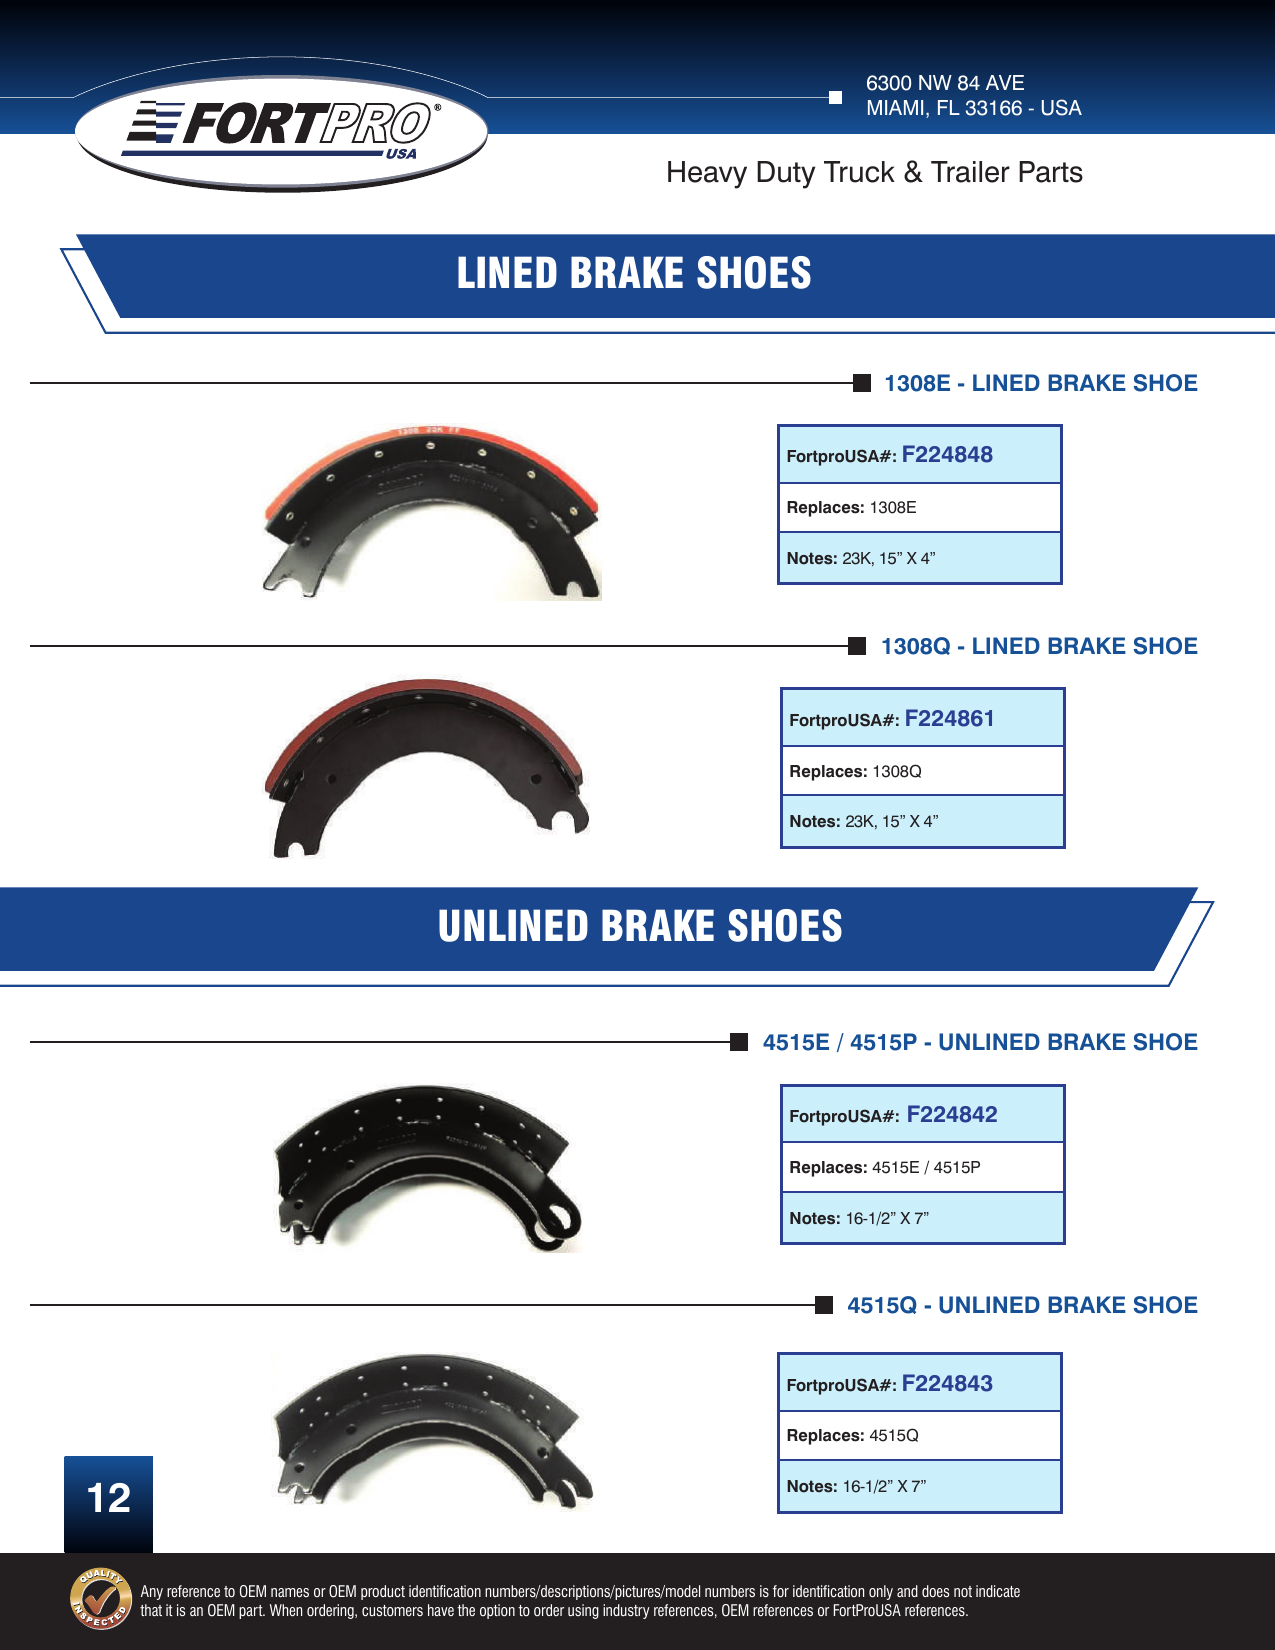 FORTPRO®
USA
6300 NW 84 AVE
MIAMI, FL 33166 - USA
Heavy Duty Truck & Trailer Parts
LINED BRAKE SHOES
1308E - LINED BRAKE SHOE
1308 23K FF
FortproUSA#: F224848
Replaces: 1308E
Notes: 23K, 15” X 4”
1308Q - LINED BRAKE SHOE
FortproUSA#: F224861
Replaces: 1308Q
Notes: 23K, 15” X 4”
UNLINED BRAKE SHOES
4515E / 4515P - UNLINED BRAKE SHOE
FortproUSA#: F224842
Replaces: 4515E / 4515P
Notes: 16-1/2” X 7”
4515Q - UNLINED BRAKE SHOE
FortproUSA#: F224843
Replaces: 4515Q
Notes: 16-1/2” X 7”
12
QUALITY
INSPECTED
Any reference to OEM names or OEM product identification numbers/descriptions/pictures/model numbers is for identification only and does not indicate
that it is an OEM part. When ordering, customers have the option to order using industry references, OEM references or FortProUSA references.